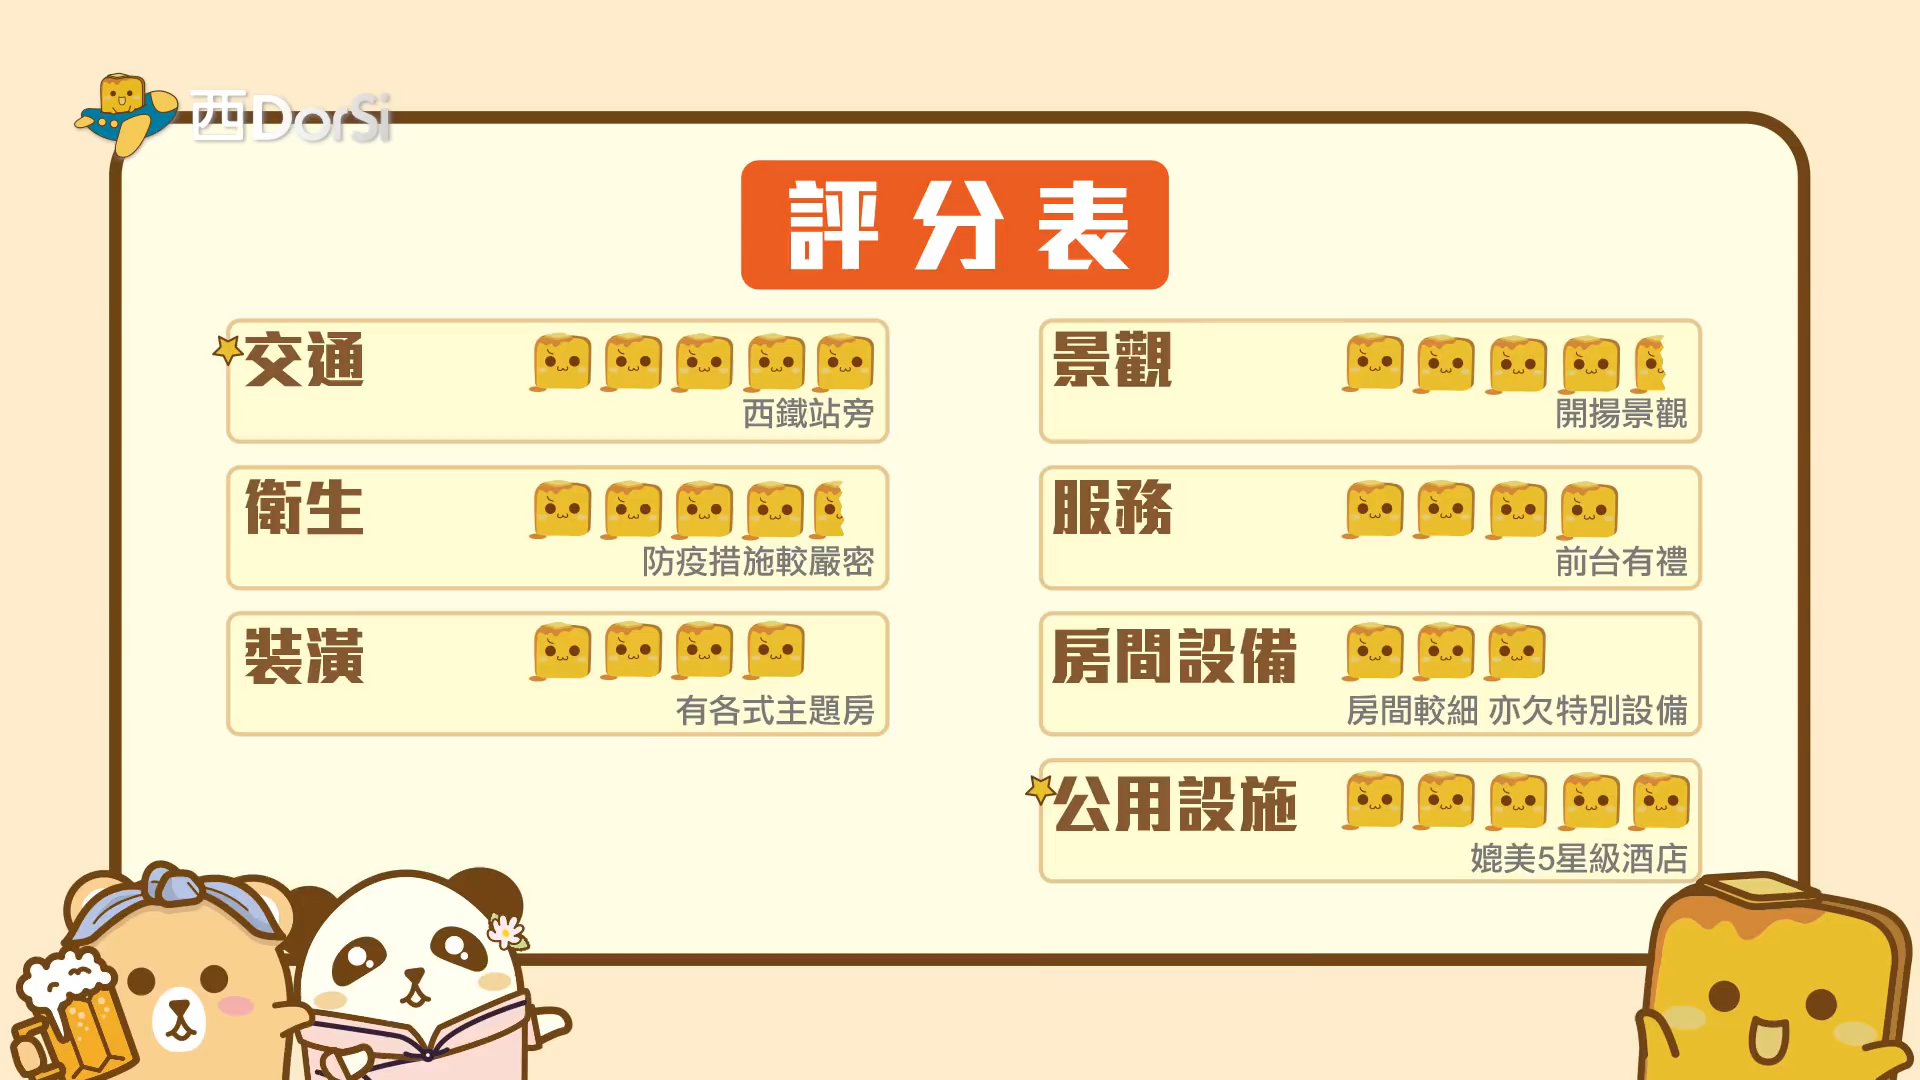 西DorSi
評分表
交通
西鐵站旁
衛生
防疫措施較嚴密
裝潢
有各式主題房
景觀
開揚景觀
服務
前台有禮
房間設備
房間較細 亦欠特別設備
公用設施
媲美5星級酒店